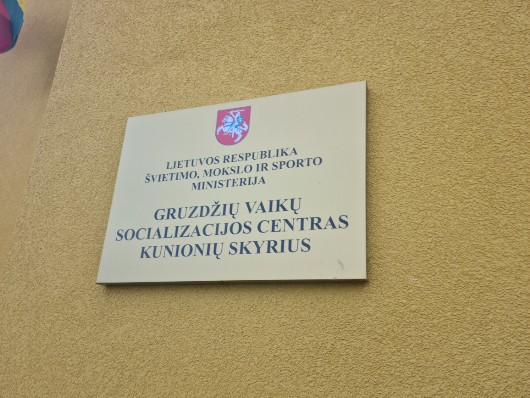 LIETUVOS RESPUBLIKA
ŠVIETIMO, MOKSLO IR SPORTO
MINISTERIJA
GRUZDŽIŲ VAIKŲ
SOCIALIZACIJOS CENTRAS
KUNIONIŲ SKYRIUS